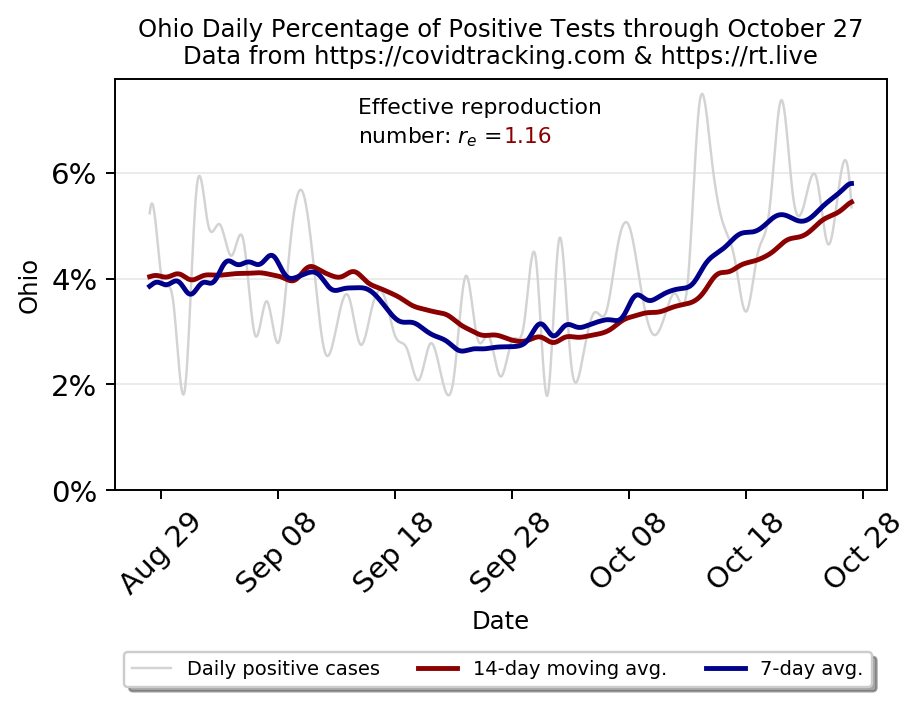 Ohio Daily Percentage of Positive Tests through October 27
Data from https://covidtracking.com & https://rt.live
Effective reproduction
number: rₑ =1.16
6%
4%
2%
0%
Ohio
Aug 29
Sep 08
Sep 18
Sep 28
Oct 08
Oct 18
Oct 28
Date
Daily positive cases
14-day moving avg.
7-day avg.